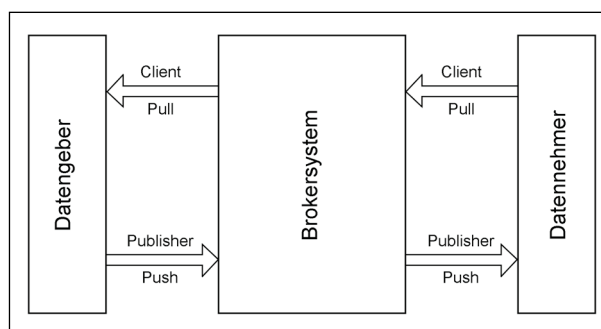 Datengeber
Client
Pull
Publisher
Push
Brokersystem
Client
Pull
Publisher
Push
Datennehmer